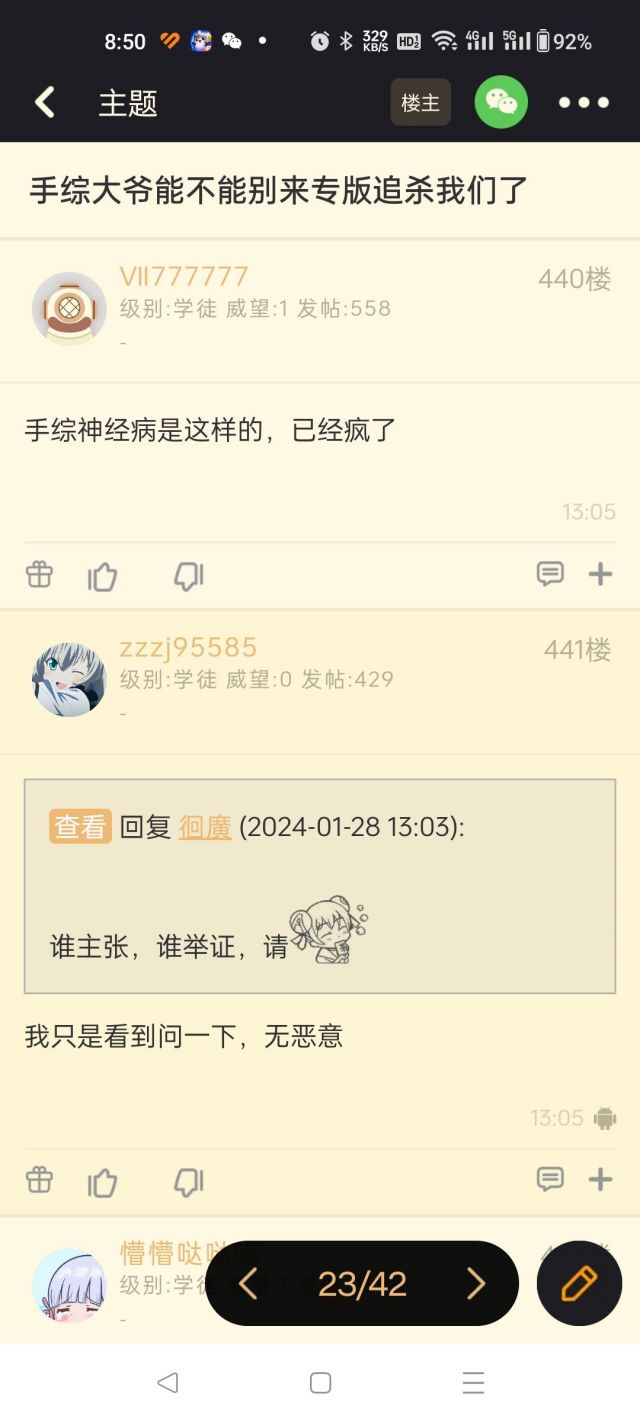 8:50
329 KB/S HD 4G 5G 92%
主题
楼主
手综大爷能不能别来专版追杀我们了
VII777777
440楼
级别:学徒 威望:1 发帖:558
-
手综神经病是这样的，已经疯了
13:05
zzzj95585
441楼
级别:学徒 威望:0 发帖:429
-
查看 回复 徊廣 (2024-01-28 13:03):
谁主张，谁举证，请
我只是看到问一下，无恶意
13:05
懵懵哒哒
级别:学徒
-
23/42